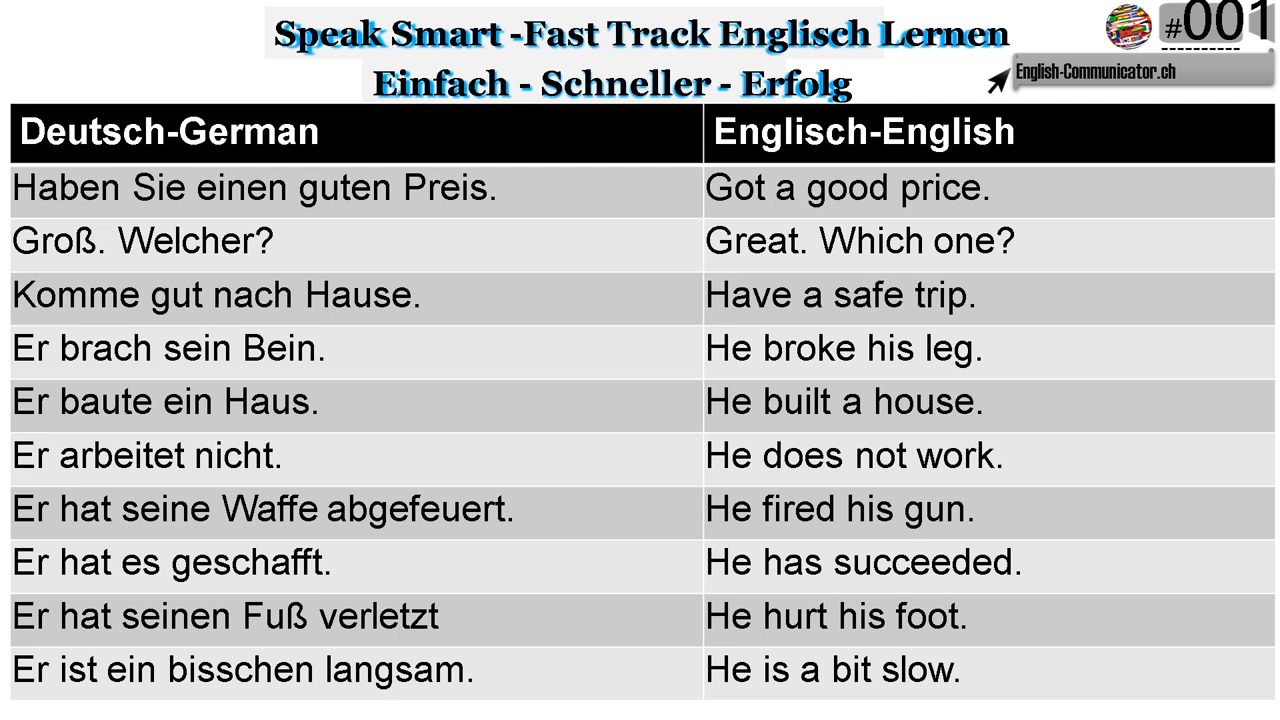 Speak Smart -Fast Track Englisch Lernen
#001
Einfach - Schneller - Erfolg
English-Communicator.ch
Deutsch-German Englisch-English
Haben Sie einen guten Preis. Got a good price.
Groß. Welcher? Great. Which one?
Komme gut nach Hause. Have a safe trip.
Er brach sein Bein. He broke his leg.
Er baute ein Haus. He built a house.
Er arbeitet nicht. He does not work.
Er hat seine Waffe abgefeuert. He fired his gun.
Er hat es geschafft. He has succeeded.
Er hat seinen Fuß verletzt He hurt his foot.
Er ist ein bisschen langsam. He is a bit slow.